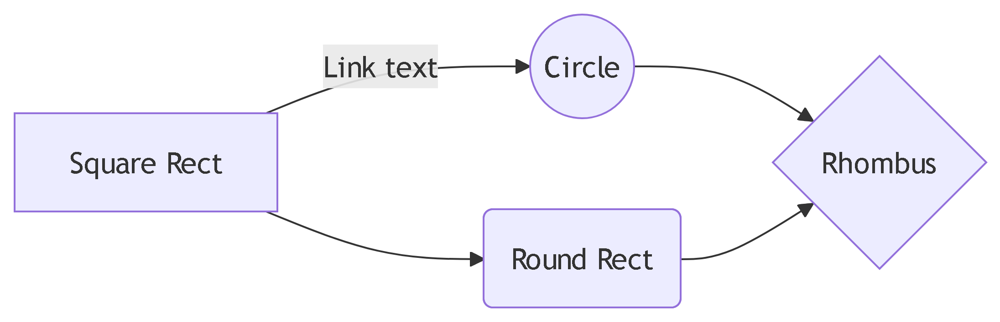 Link text
Circle
Square Rect
Rhombus
Round Rect